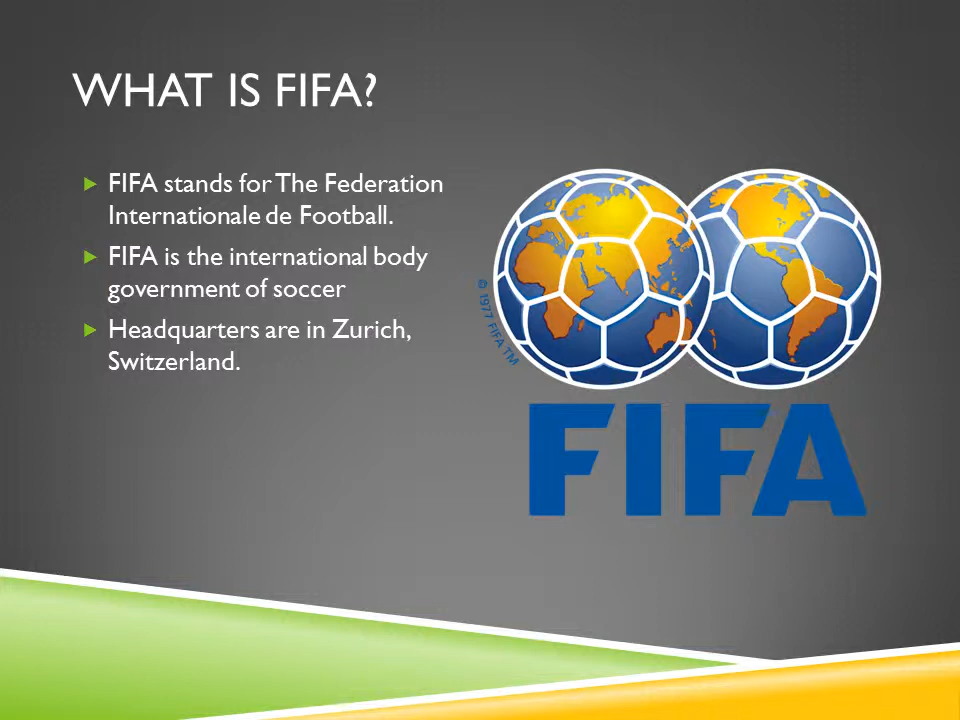 WHAT IS FIFA?
FIFA stands for The Federation
Internationale de Football.
FIFA is the international body
government of soccer
Headquarters are in Zurich,
Switzerland.
© 1977 FIFA TM
FIFA